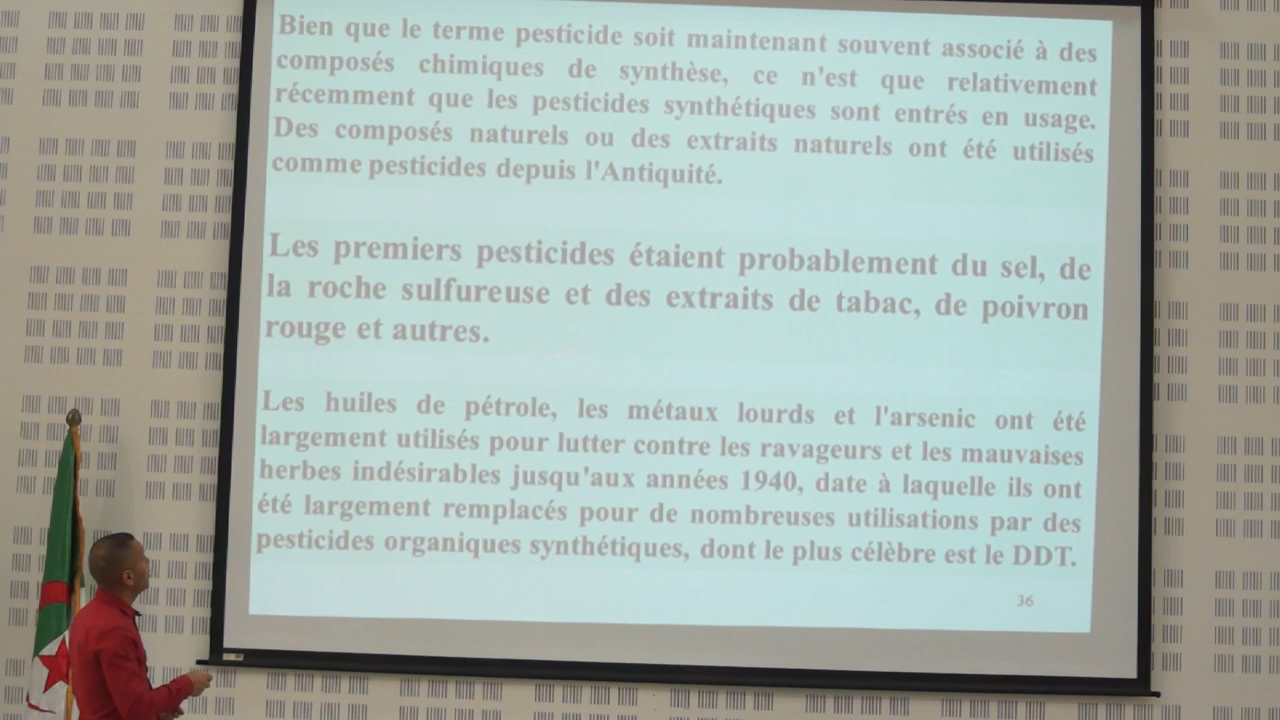 Bien que le terme pesticide soit maintenant souvent associé à des
composés chimiques de synthèse, ce n'est que relativement
récemment que les pesticides synthétiques sont entrés en usage.
Des composés naturels ou des extraits naturels ont été utilisés
comme pesticides depuis l'Antiquité.
Les premiers pesticides étaient probablement du sel, de
la roche sulfureuse et des extraits de tabac, de poivron
rouge et autres.
Les huiles de pétrole, les métaux lourds et l'arsenic ont été
largement utilisés pour lutter contre les ravageurs et les mauvaises
herbes indésirables jusqu'aux années 1940, date à laquelle ils ont
été largement remplacés pour de nombreuses utilisations par des
pesticides organiques synthétiques, dont le plus célèbre est le DDT.
36